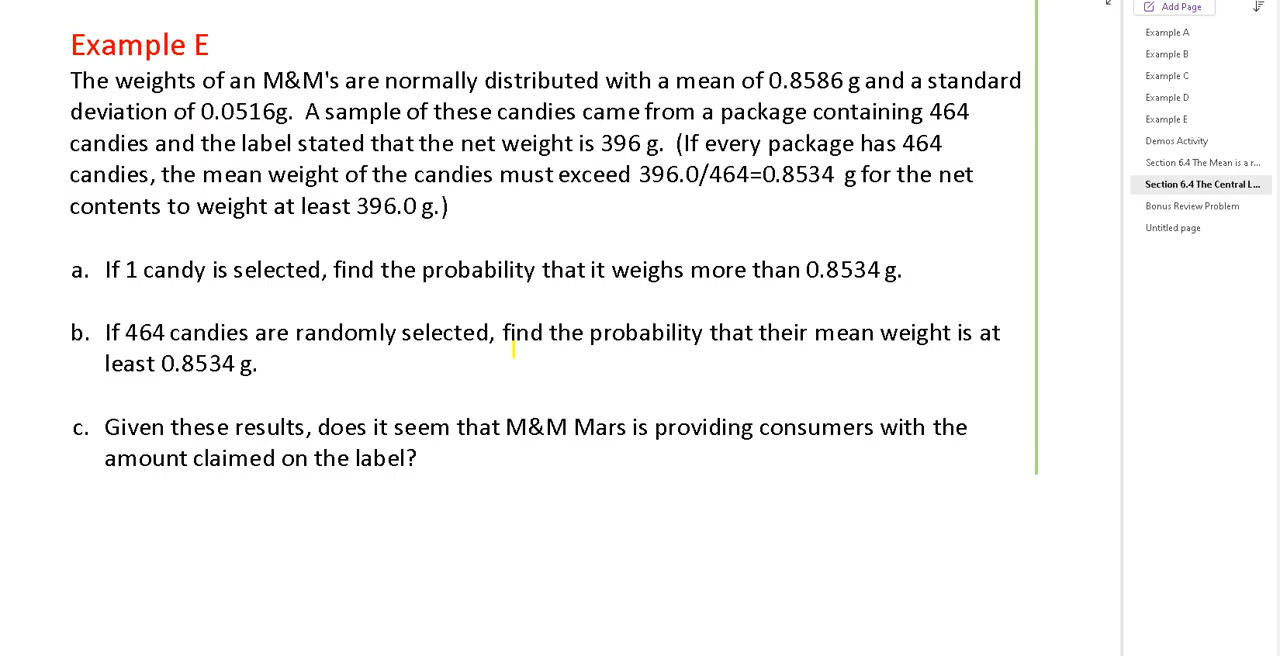 Add Page
Example E
The weights of an M&M's are normally distributed with a mean of 0.8586 g and a standard
deviation of 0.0516g. A sample of these candies came from a package containing 464
candies and the label stated that the net weight is 396 g. (If every package has 464
candies, the mean weight of the candies must exceed 396.0/464=0.8534 g for the net
contents to weight at least 396.0 g.)
a. If 1 candy is selected, find the probability that it weighs more than 0.8534 g.
b. If 464 candies are randomly selected, find the probability that their mean weight is at
least 0.8534 g.
c. Given these results, does it seem that M&M Mars is providing consumers with the
amount claimed on the label?
Example A
Example B
Example C
Example D
Example E
Demos Activity
Section 6.4 The Mean is a r...
Section 6.4 The Central L...
Bonus Review Problem
Untitled page